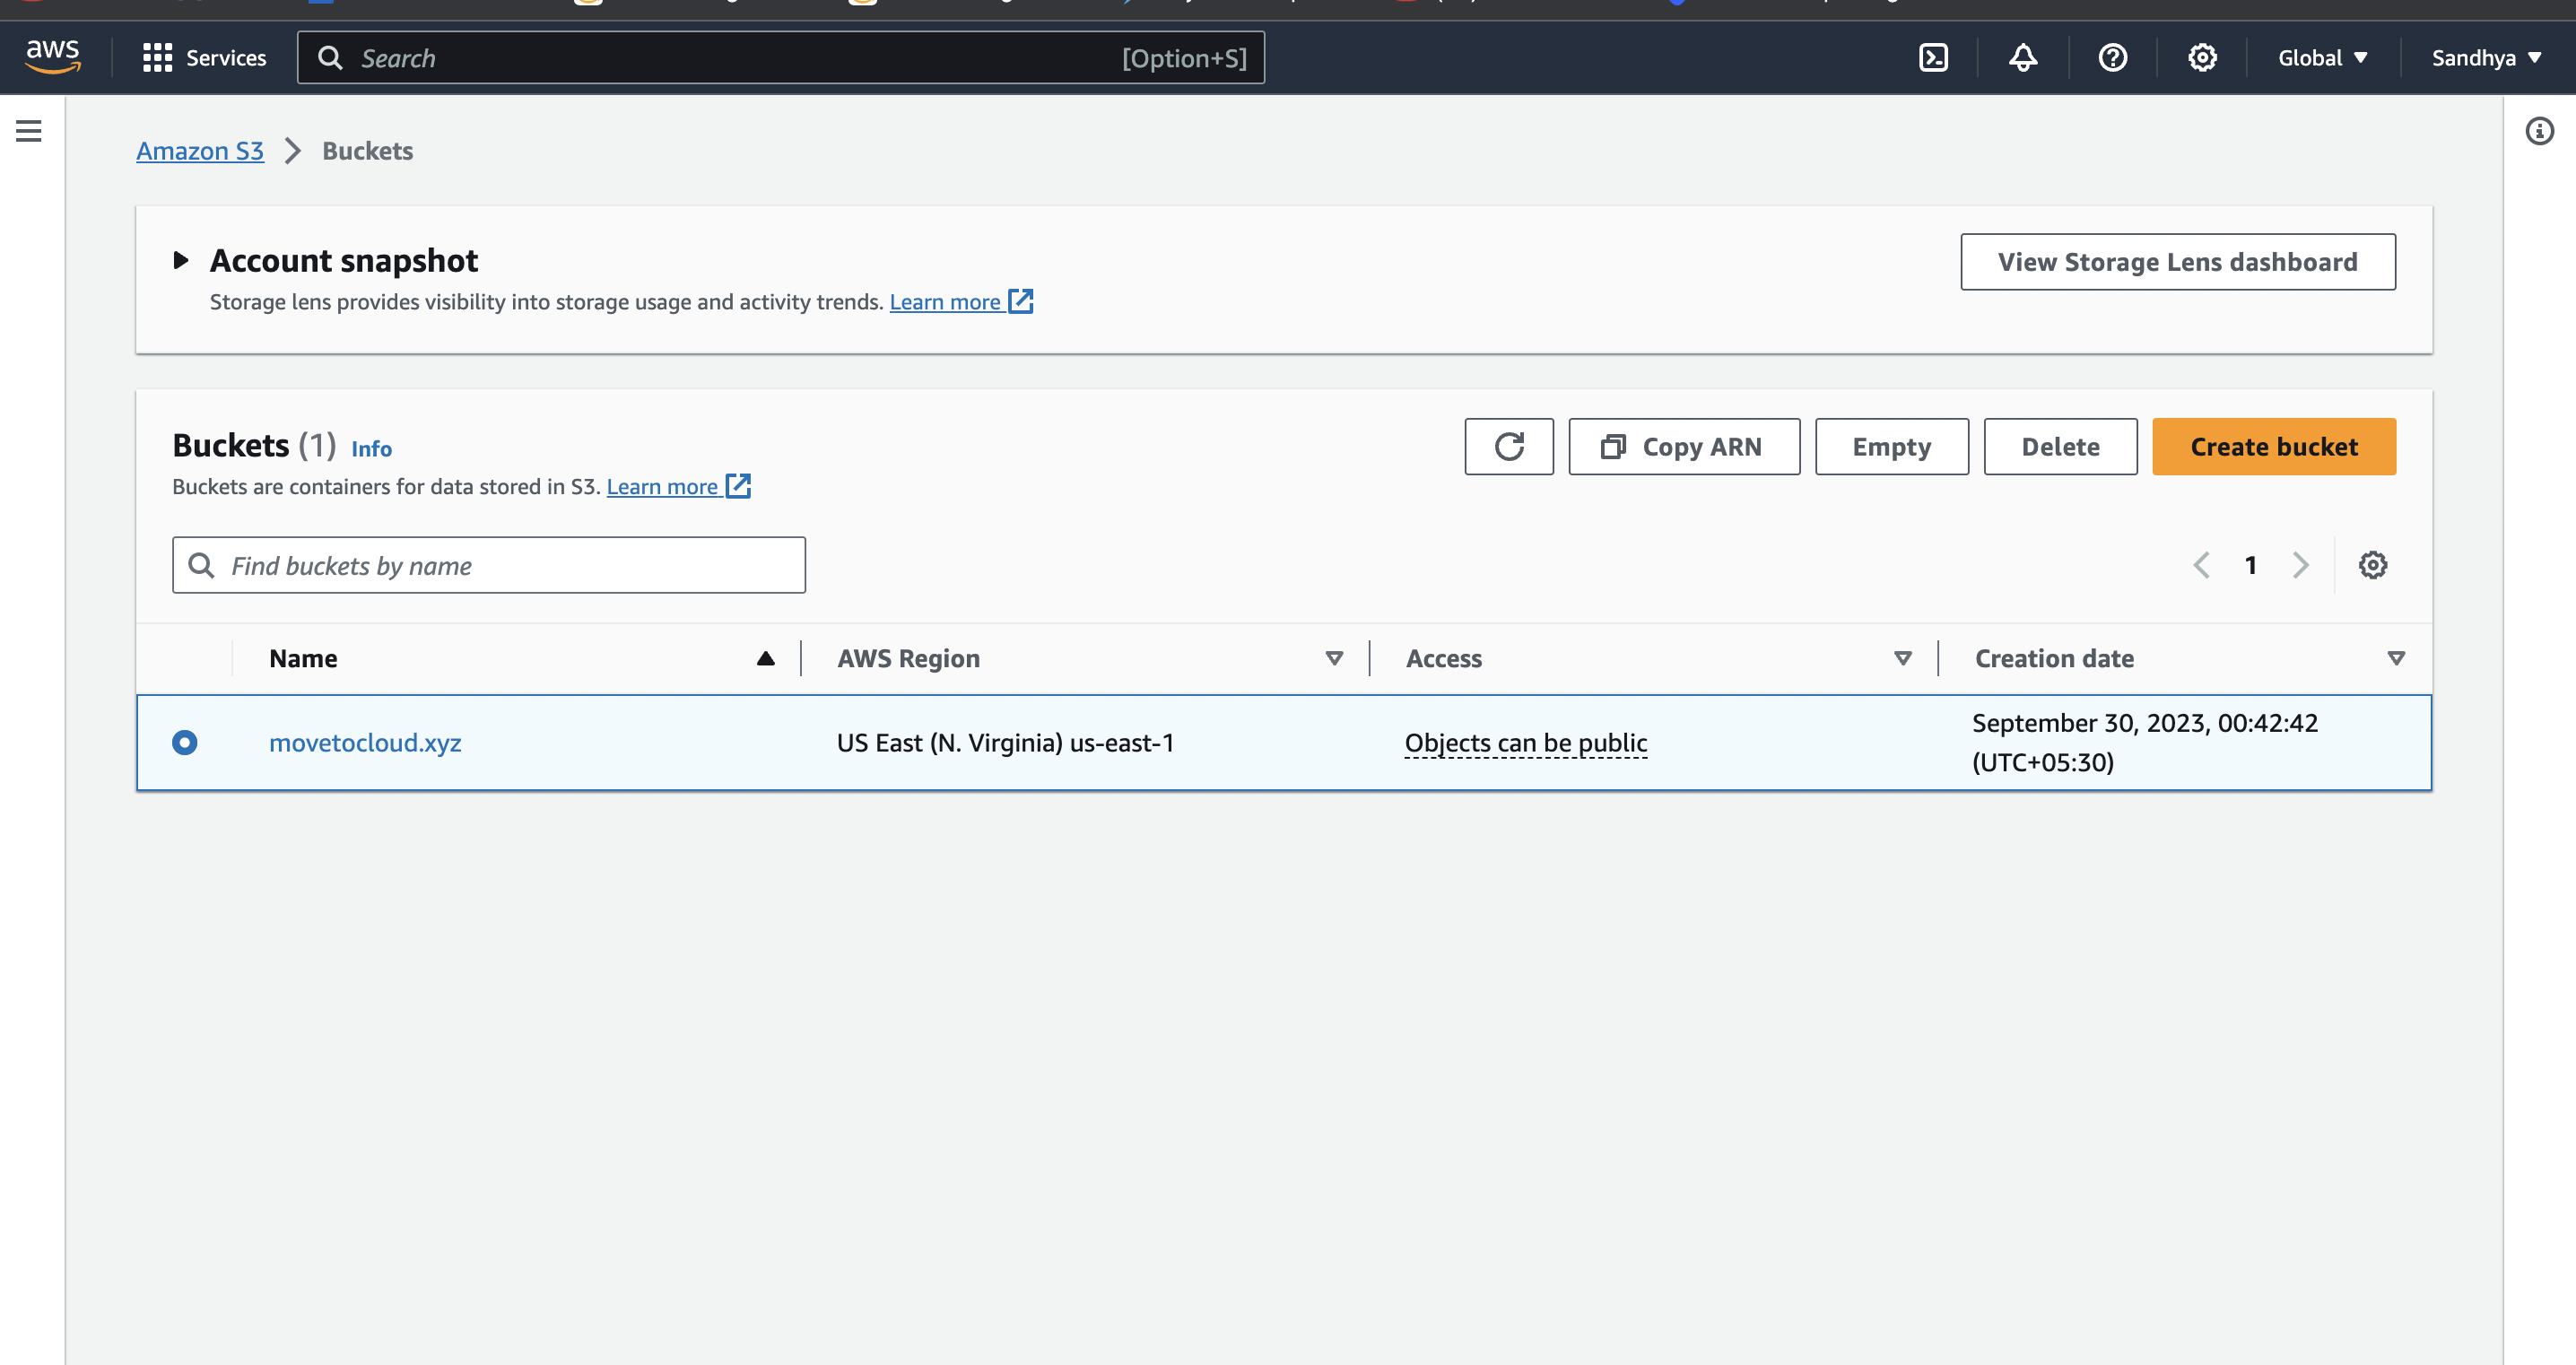 aws
Services
Search
[Option+S]
Global
Sandhya
Amazon S3
Buckets
Account snapshot
View Storage Lens dashboard
Storage lens provides visibility into storage usage and activity trends. Learn more
Buckets (1) Info
Copy ARN
Empty
Delete
Create bucket
Buckets are containers for data stored in S3. Learn more
Find buckets by name
1
Name
AWS Region
Access
Creation date
movetocloud.xyz
US East (N. Virginia) us-east-1
Objects can be public
September 30, 2023, 00:42:42
(UTC+05:30)